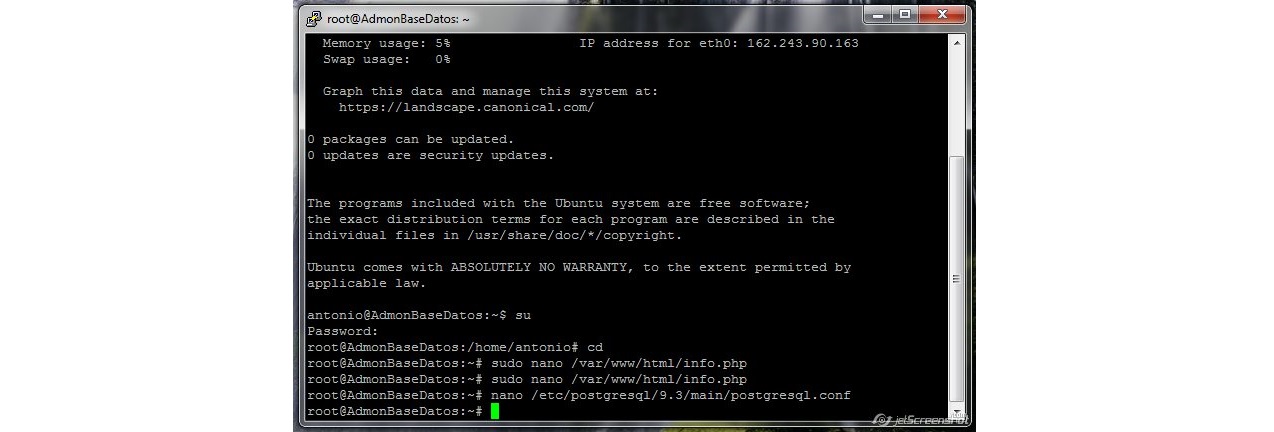 root@AdmonBaseDatos: ~
Memory usage: 5% IP address for eth0: 162.243.90.163
Swap usage: 0%
Graph this data and manage this system at:
https://landscape.canonical.com/
0 packages can be updated.
0 updates are security updates.
The programs included with the Ubuntu system are free software;
the exact distribution terms for each program are described in the
individual files in /usr/share/doc/*/copyright.
Ubuntu comes with ABSOLUTELY NO WARRANTY, to the extent permitted by
applicable law.
antonio@AdmonBaseDatos:~$ su
Password:
root@AdmonBaseDatos:/home/antonio# cd
root@AdmonBaseDatos:~# sudo nano /var/www/html/info.php
root@AdmonBaseDatos:~# sudo nano /var/www/html/info.php
root@AdmonBaseDatos:~# nano /etc/postgresql/9.3/main/postgresql.conf
root@AdmonBaseDatos:~#
jetScreenshot